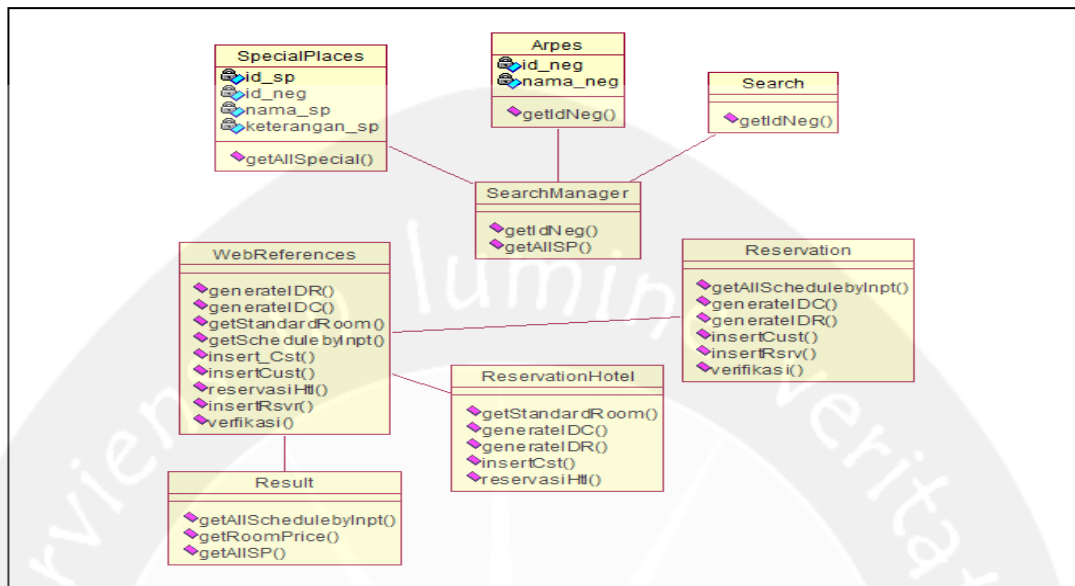 SpecialPlaces
id_sp
id_neg
nama_sp
keterangan_sp
getAllSpecial()
Arpes
id_neg
nama_neg
getIdNeg()
Search
getIdNeg()
SearchManager
getIdNeg()
getAllSP()
WebReferences
generateIDR()
generateIDC()
getStandardRoom()
getSchedulebyInpt()
insert_Cst()
insertCust()
reservasiHtl()
insertRsvr()
verfikasi()
Reservation
getAllSchedulebyInpt()
generateIDC()
generateIDR()
insertCust()
insertRsrv()
verifikasi()
ReservationHotel
getStandardRoom()
generateIDC()
generateIDR()
insertCst()
reservasiHtl()
Result
getAllSchedulebyInpt()
getRoomPrice()
getAllSP()
lumine veritat